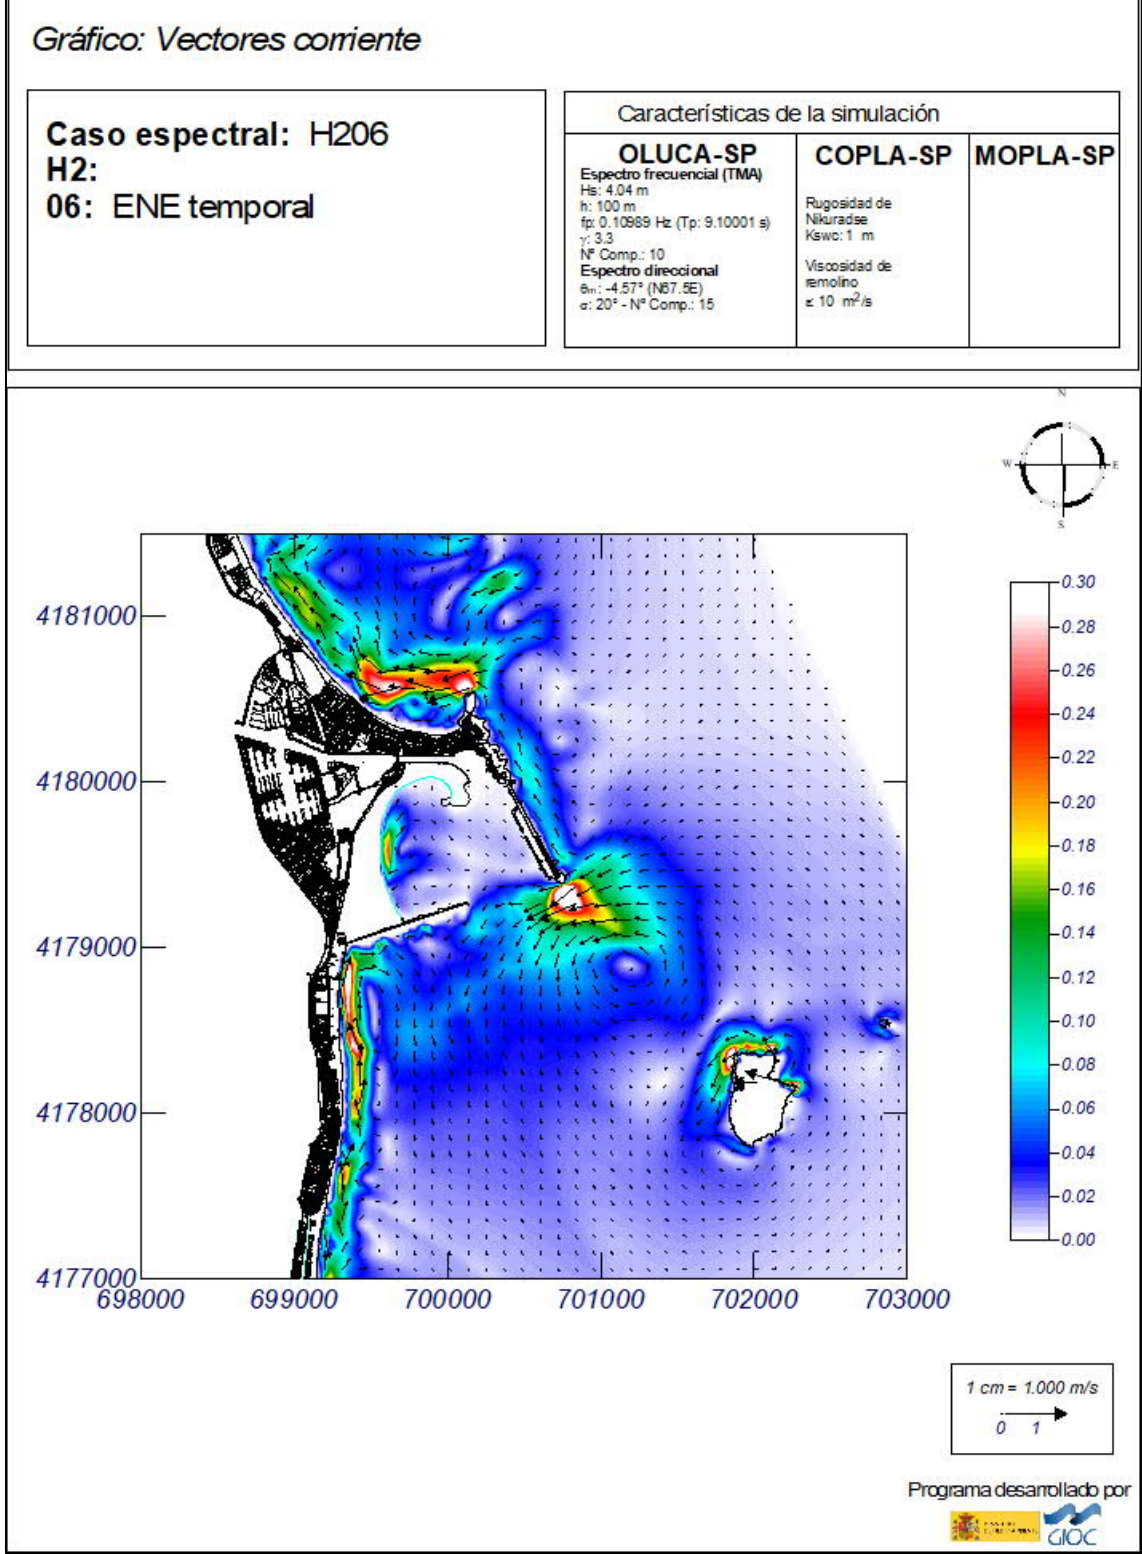 Gráfico: Vectores corriente
Caso espectral: H206
H2:
06: ENE temporal
Características de la simulación
OLUCA-SP
Espectro frecuencial (TMA)
Hs: 4.04 m
h: 100 m
fp: 0.10989 Hz (Tp: 9.10001 s)
γ: 3.3
Nº Comp.: 10
Espectro direccional
θm: -4.57° (N67.5E)
σ: 20° - Nº Comp.: 15
COPLA-SP
Rugosidad de
Nikuradse
Kswc: 1 m
Viscosidad de
remolino
ε: 10 m²/s
MOPLA-SP
N
W
E
S
4181000
4180000
4179000
4178000
4177000
698000
699000
700000
701000
702000
703000
0.30
0.28
0.26
0.24
0.22
0.20
0.18
0.16
0.14
0.12
0.10
0.08
0.06
0.04
0.02
0.00
1 cm = 1.000 m/s
0 1
Programa desarrollado por
GIOC